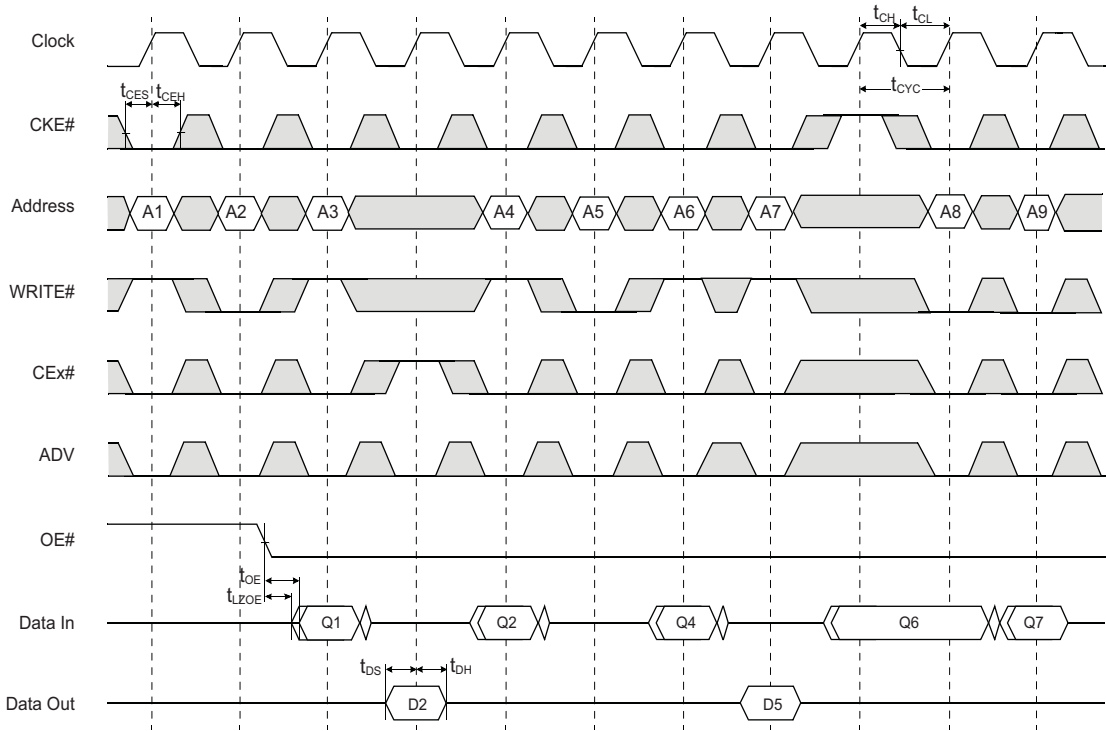 tCH tCL
Clock
tCYC
tCES tCEH
CKE#
Address A1 A2 A3 A4 A5 A6 A7 A8 A9
WRITE#
CEx#
ADV
OE#
tOE
tLZOE
Data In Q1 Q2 Q4 Q6 Q7
tDS tDH
Data Out D2 D5